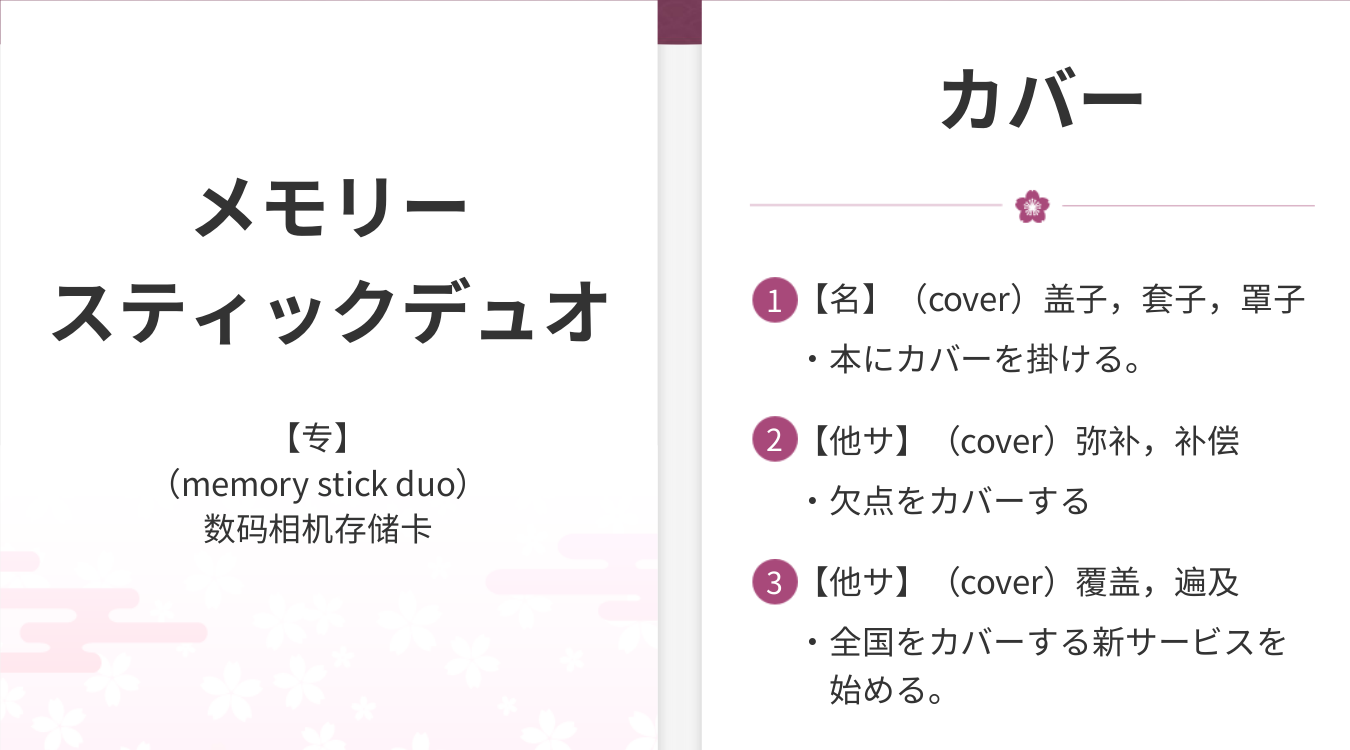 メモリー
スティックデュオ
【专】
（memory stick duo）
数码相机存储卡
カバー
1【名】（cover）盖子，套子，罩子
・本にカバーを掛ける。
2【他サ】（cover）弥补，补偿
・欠点をカバーする
3【他サ】（cover）覆盖，遍及
・全国をカバーする新サービスを
始める。